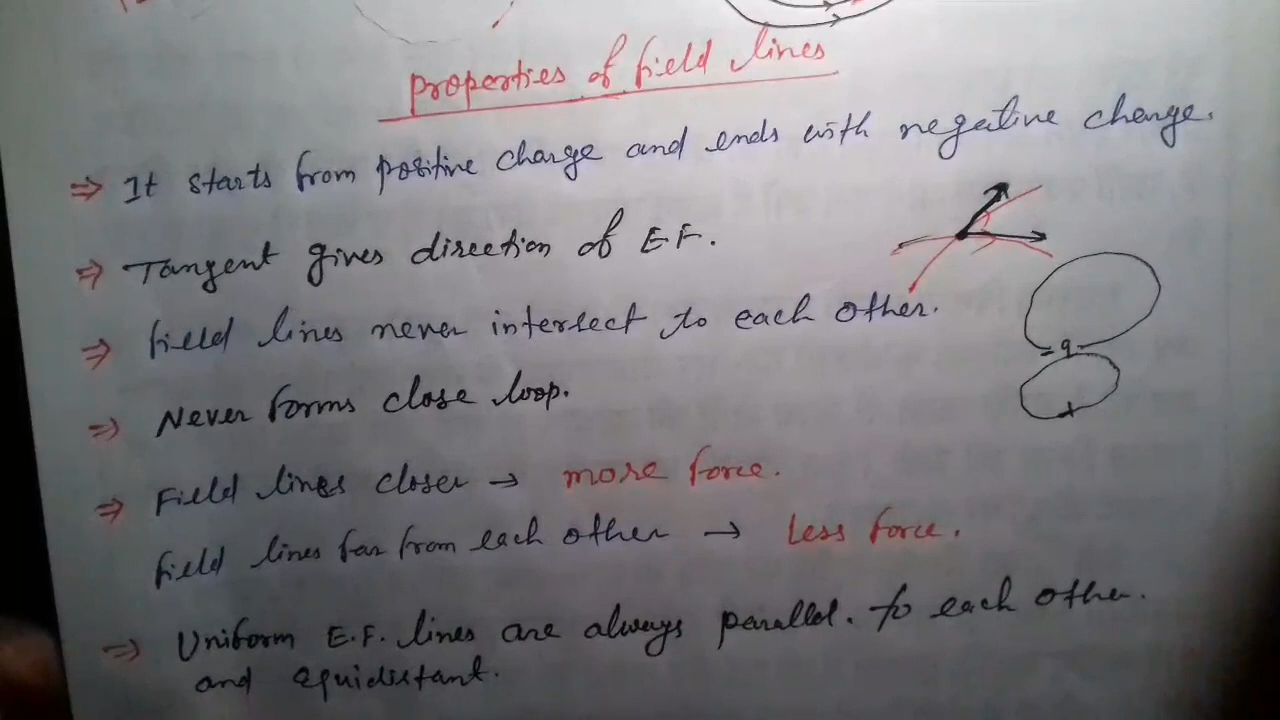 Properties of field lines
⇒ It starts from positive charge and ends with negative charge.
⇒ Tangent gives direction of E.F.
⇒ field lines never intersect to each other.
- q -
⇒ Never forms close loop.
⇒ Field lines closer → more force.
field lines far from each other → Less force.
⇒ Uniform E.F. lines are always parallel. to each other.
and equidistant.